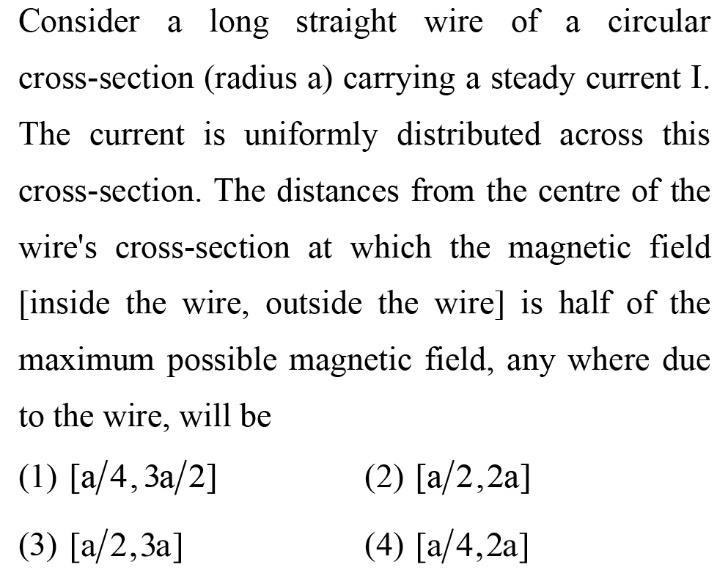 Consider a long straight wire of a circular
cross-section (radius a) carrying a steady current I.
The current is uniformly distributed across this
cross-section. The distances from the centre of the
wire's cross-section at which the magnetic field
[inside the wire, outside the wire] is half of the
maximum possible magnetic field, any where due
to the wire, will be
(1) [a/4, 3a/2] (2) [a/2,2a]
(3) [a/2,3a] (4) [a/4,2a]